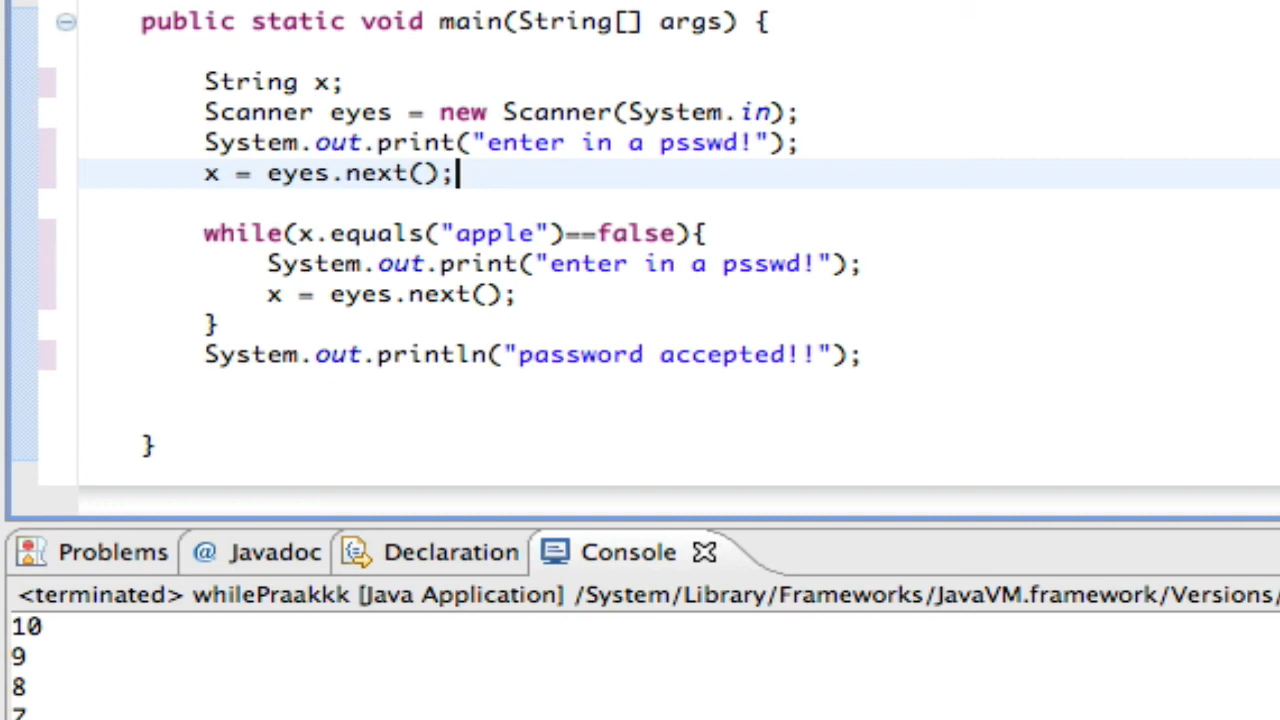 public static void main(String[] args) {
String x;
Scanner eyes = new Scanner(System.in);
System.out.print("enter in a psswd!");
x = eyes.next();
while(x.equals("apple")==false){
System.out.print("enter in a psswd!");
x = eyes.next();
}
System.out.println("password accepted!!");
}
Problems @ Javadoc Declaration Console
<terminated> whilePraakkk [Java Application] /System/Library/Frameworks/JavaVM.framework/Versions/
10
9
8
7